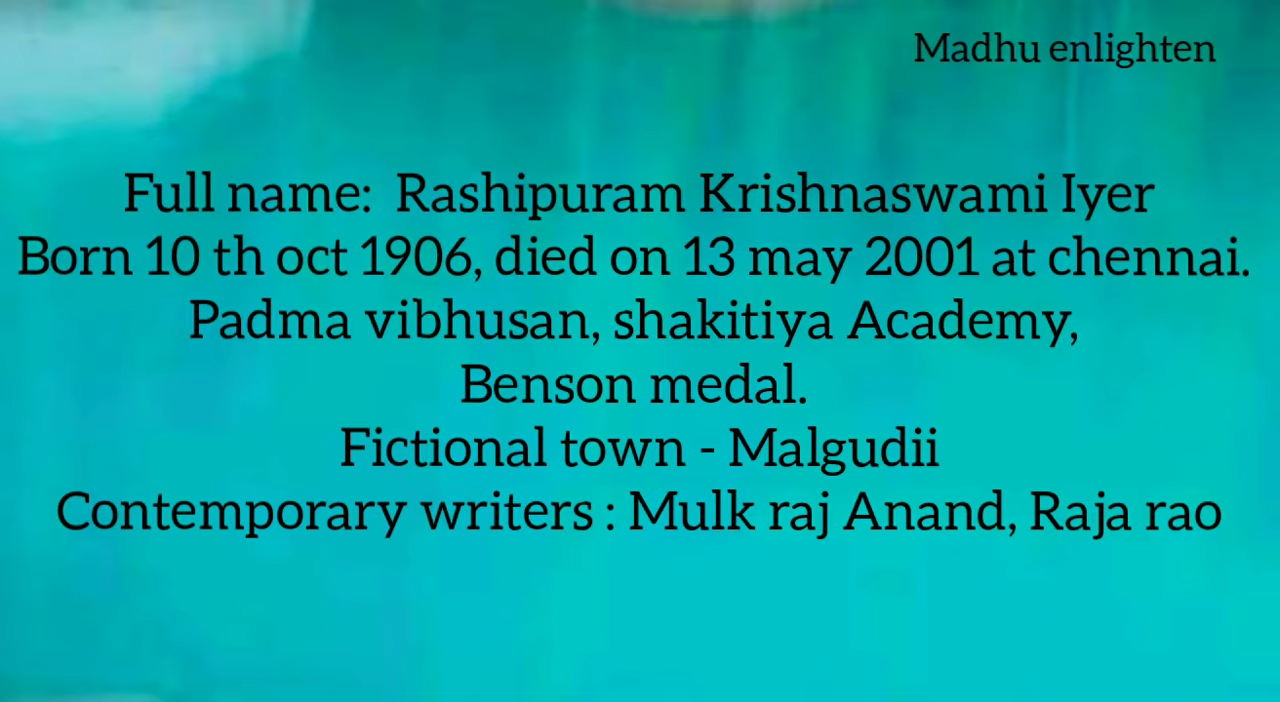 Madhu enlighten
Full name:  Rashipuram Krishnaswami Iyer
Born 10 th oct 1906, died on 13 may 2001 at chennai.
Padma vibhusan, shakitiya Academy,
Benson medal.
Fictional town - Malgudii
Contemporary writers : Mulk raj Anand, Raja rao